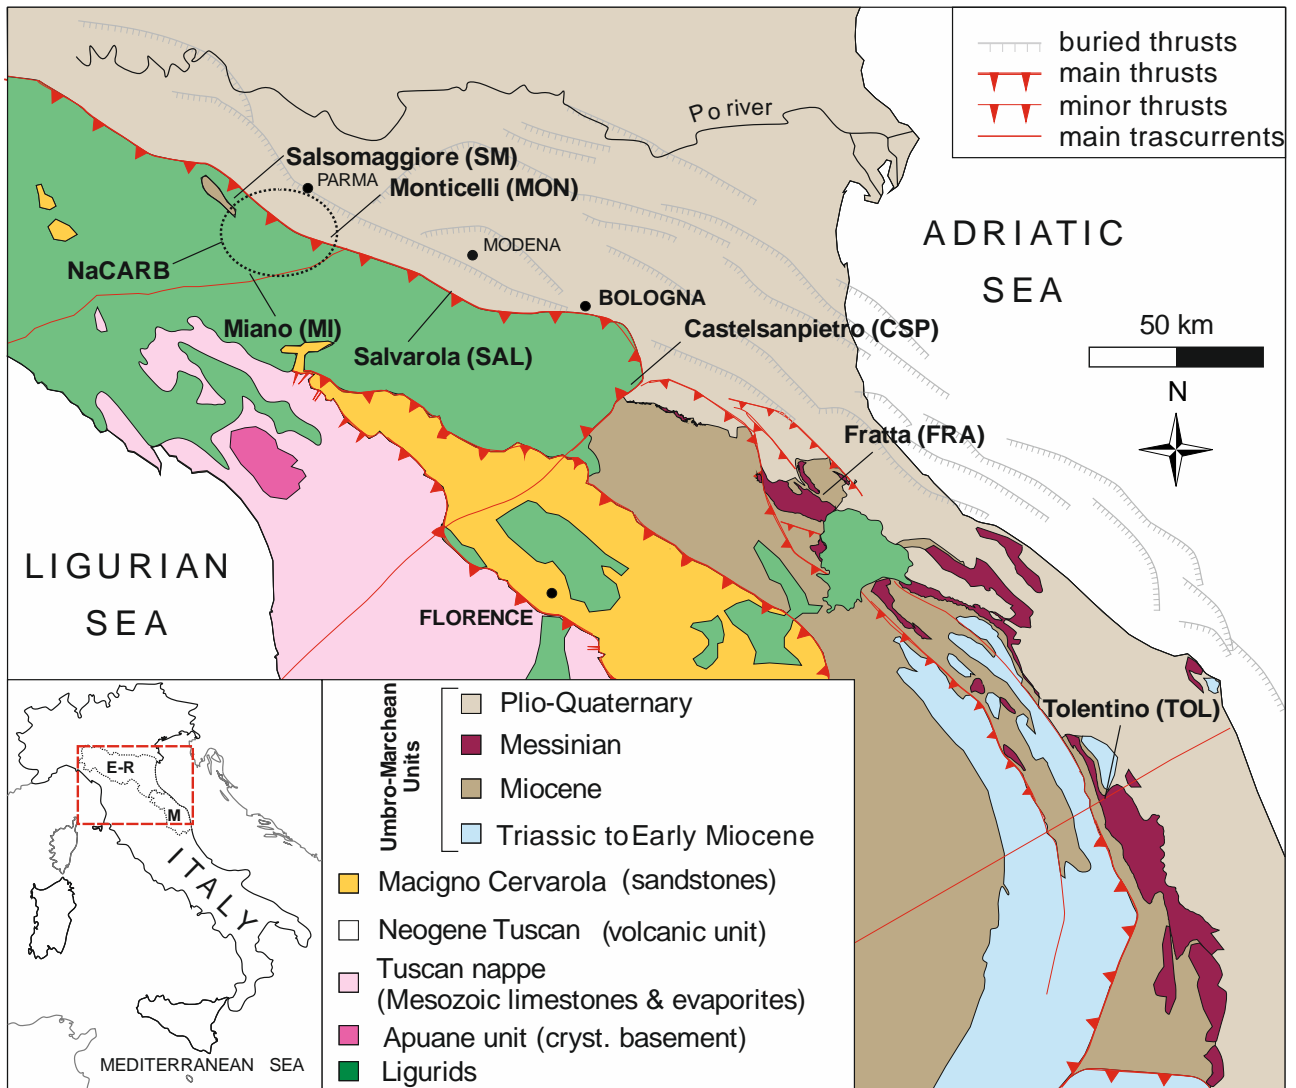 buried thrusts
main thrusts
minor thrusts
main trascurrents
Po river
Salsomaggiore (SM)
PARMA
Monticelli (MON)
ADRIATIC
SEA
MODENA
NaCARB
BOLOGNA
Miano (MI)
Castelsanpietro (CSP)
50 km
Salvarola (SAL)
N
Fratta (FRA)
LIGURIAN
SEA
FLORENCE
Tolentino (TOL)
E-R
M
ITALY
MEDITERRANEAN SEA
Umbro-Marchean
Units
Plio-Quaternary
Messinian
Miocene
Triassic to Early Miocene
Macigno Cervarola (sandstones)
Neogene Tuscan (volcanic unit)
Tuscan nappe
(Mesozoic limestones & evaporites)
Apuane unit (cryst. basement)
Ligurids